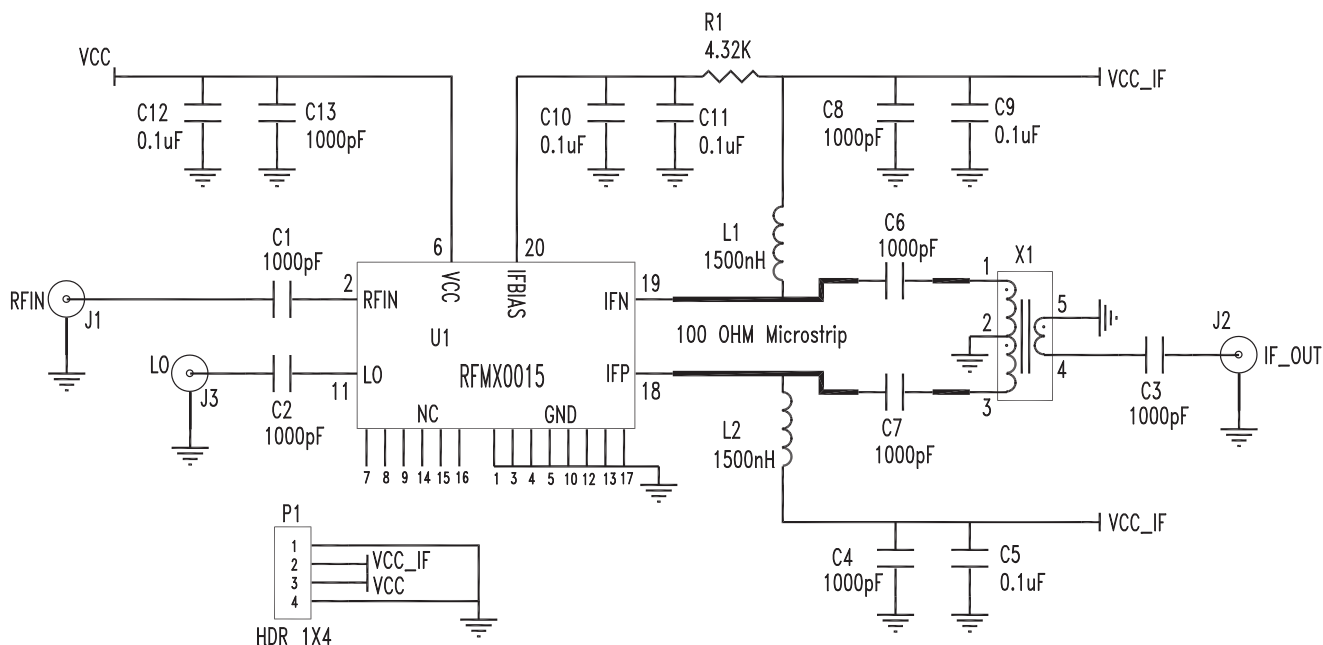 R1
4.32K
VCC
VCC_IF
C12
0.1uF
C13
1000pF
C10
0.1uF
C11
0.1uF
C8
1000pF
C9
0.1uF
6
20
L1
1500nH
C6
1000pF
X1
C1
1000pF
2
RFIN
VCC
IFBIAS
IFN
19
1
5
RFIN
J1
U1
100 OHM Microstrip
2
J2
IF_OUT
LO
J3
11
LO
RFMX0015
IFP
18
4
3
C3
1000pF
C2
1000pF
NC
GND
L2
1500nH
C7
1000pF
7 8 9 14 15 16 1 3 4 5 10 12 13 17
P1
1
2
3
4
VCC_IF
VCC
HDR 1X4
VCC_IF
C4
1000pF
C5
0.1uF